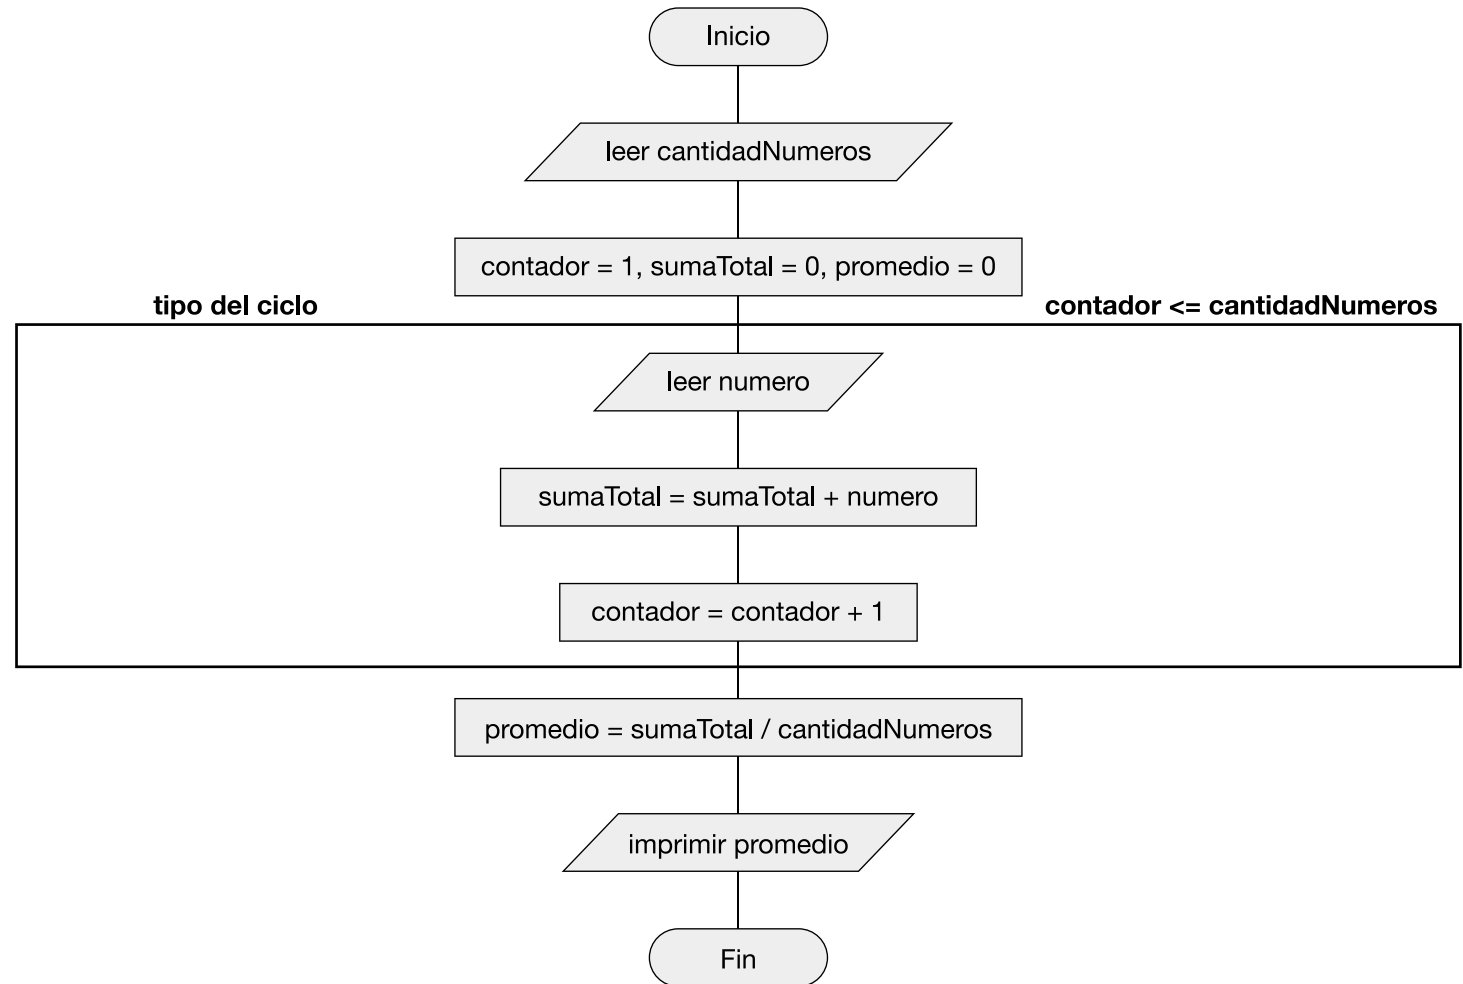 Inicio
leer cantidadNumeros
contador = 1, sumaTotal = 0, promedio = 0
tipo del ciclo
contador <= cantidadNumeros
leer numero
sumaTotal = sumaTotal + numero
contador = contador + 1
promedio = sumaTotal / cantidadNumeros
imprimir promedio
Fin